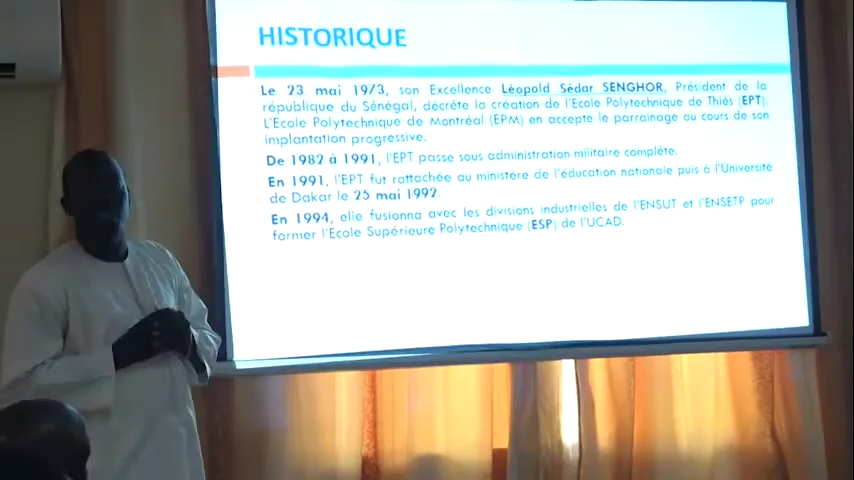 HISTORIQUE
Le 23 mai 1973, son Excellence Léopold Sédar SENGHOR, Président de la
république du Sénégal, décrète la création de l'Ecole Polytechnique de Thiès (EPT).
L'Ecole Polytechnique de Montréal (EPM) en accepte le parrainage au cours de son
implantation progressive.
De 1982 à 1991, l'EPT passe sous administration militaire complète.
En 1991, l'EPT fut rattachée au ministère de l'éducation nationale puis à l'Université
de Dakar le 25 mai 1992.
En 1994, elle fusionna avec les divisions industrielles de l'ENSUT et l'ENSETP pour
former l'Ecole Supérieure Polytechnique (ESP) de l'UCAD.